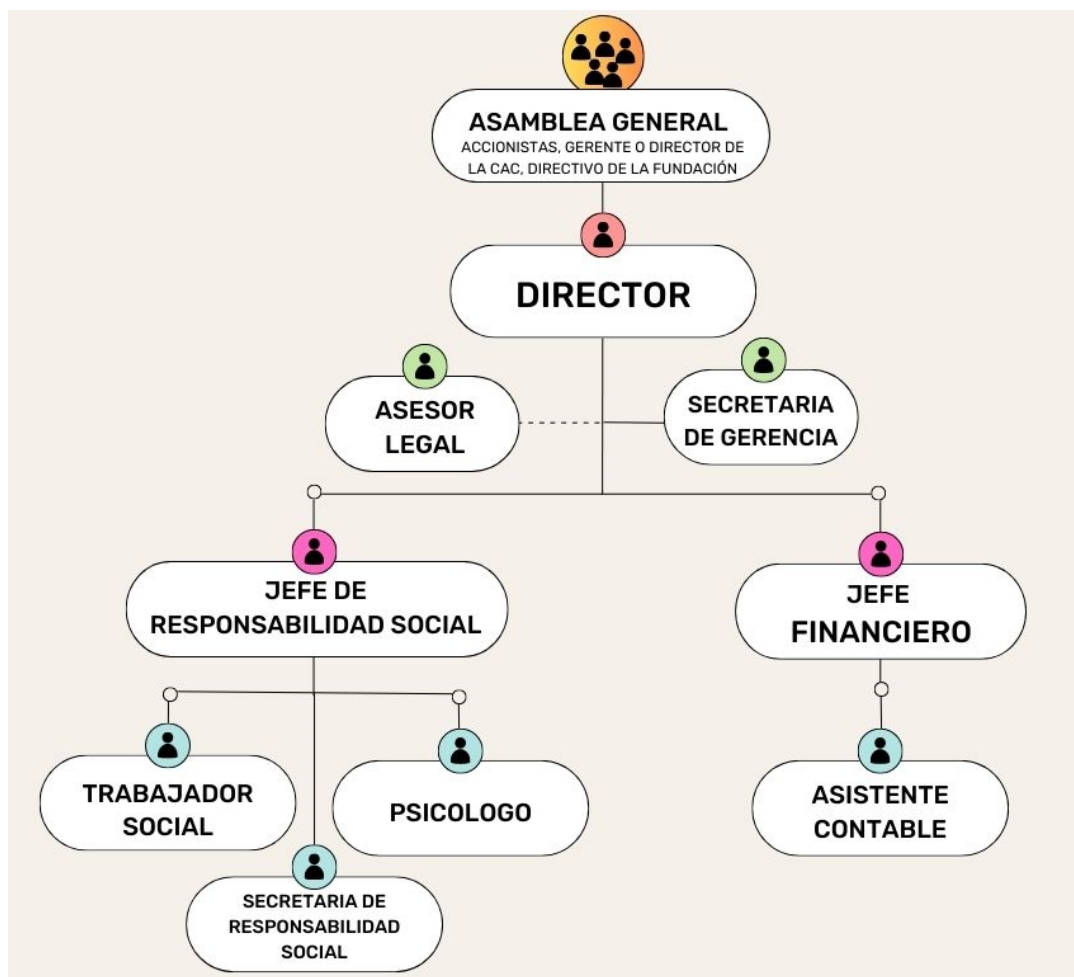 ASAMBLEA GENERAL
ACCIONISTAS, GERENTE O DIRECTOR DE
LA CAC, DIRECTIVO DE LA FUNDACIÓN
DIRECTOR
ASESOR
LEGAL
SECRETARIA
DE GERENCIA
JEFE DE
RESPONSABILIDAD SOCIAL
JEFE
FINANCIERO
TRABAJADOR
SOCIAL
PSICOLOGO
ASISTENTE
CONTABLE
SECRETARIA DE
RESPONSABILIDAD
SOCIAL